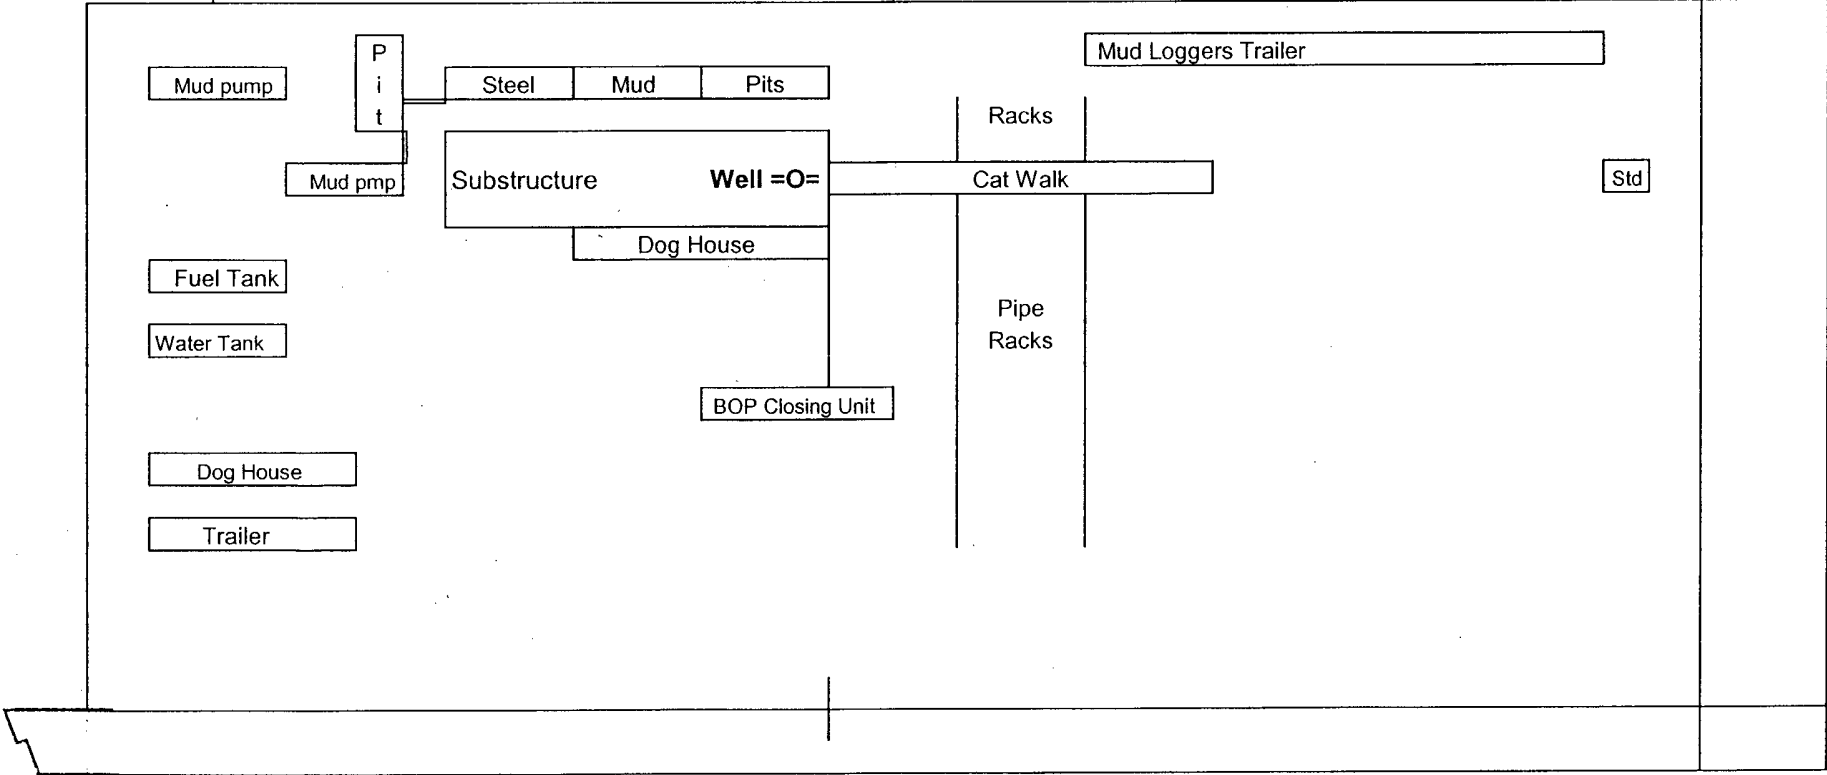 Mud Loggers Trailer
P
i
t
Mud pump
Steel
Mud
Pits
Racks
Mud pmp
Substructure
Well =O=
Cat Walk
Std
Dog House
Fuel Tank
Pipe
Racks
Water Tank
BOP Closing Unit
Dog House
Trailer